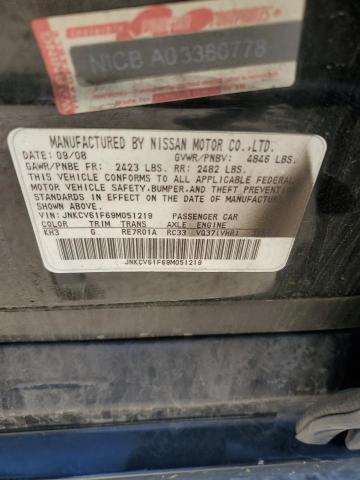 NICB A03380778
MANUFACTURED BY NISSAN MOTOR CO.,LTD.
DATE: 09/08 GVWR/PNBV: 4846 LBS.
GAWR/PNBE FR: 2423 LBS. RR: 2482 LBS.
THIS VEHICLE CONFORMS TO ALL APPLICABLE FEDERAL
MOTOR VEHICLE SAFETY, BUMPER, AND THEFT PREVENTION
STANDARDS IN EFFECT ON THE DATE OF MANUFACTURE
SHOWN ABOVE.
VIN: JNKCV61F69M051219 PASSENGER CAR
COLOR TRIM TRANS AXLE ENGINE
KH3 G RE7R01A RC33 VQ37(VHR)
JNKCV61F69M051219